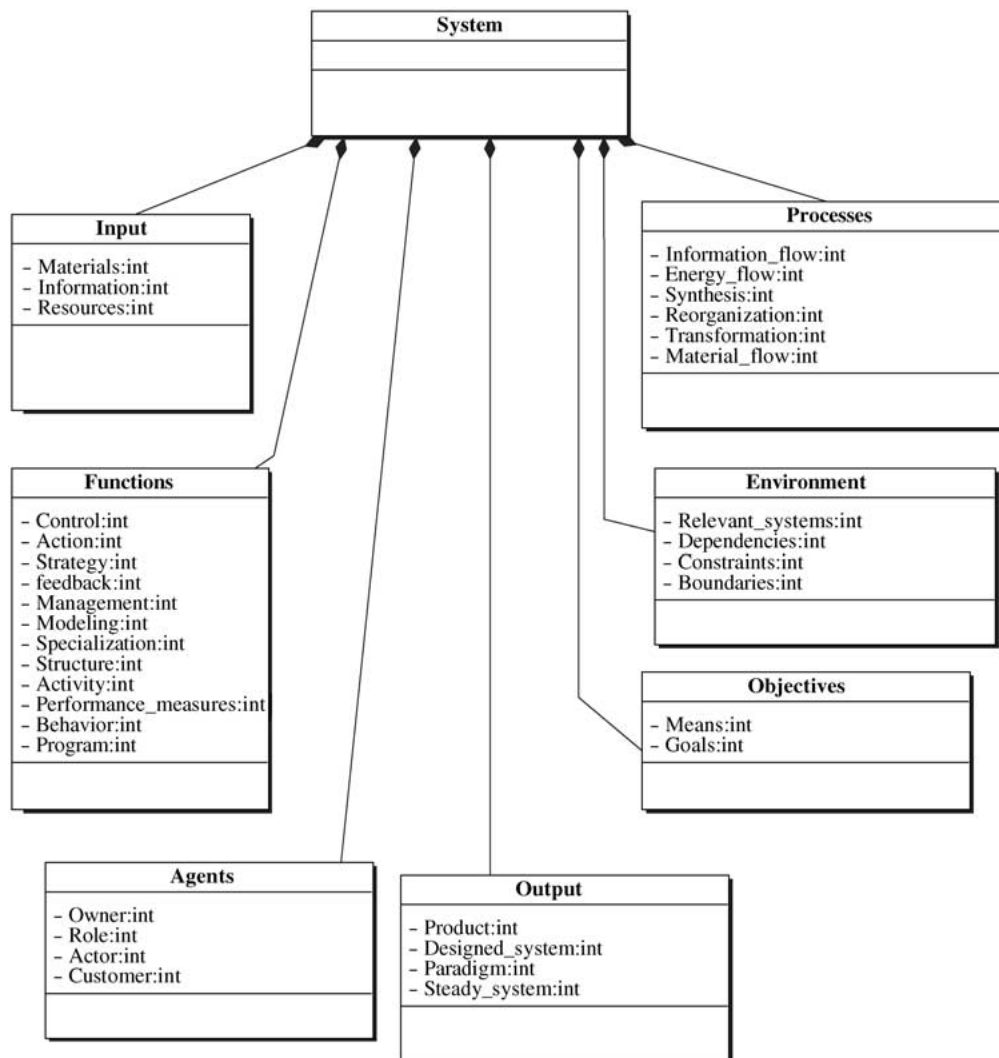 System
Input
– Materials:int
– Information:int
– Resources:int
Processes
– Information_flow:int
– Energy_flow:int
– Synthesis:int
– Reorganization:int
– Transformation:int
– Material_flow:int
Functions
– Control:int
– Action:int
– Strategy:int
– feedback:int
– Management:int
– Modeling:int
– Specialization:int
– Structure:int
– Activity:int
– Performance_measures:int
– Behavior:int
– Program:int
Environment
– Relevant_systems:int
– Dependencies:int
– Constraints:int
– Boundaries:int
Objectives
– Means:int
– Goals:int
Agents
– Owner:int
– Role:int
– Actor:int
– Customer:int
Output
– Product:int
– Designed_system:int
– Paradigm:int
– Steady_system:int